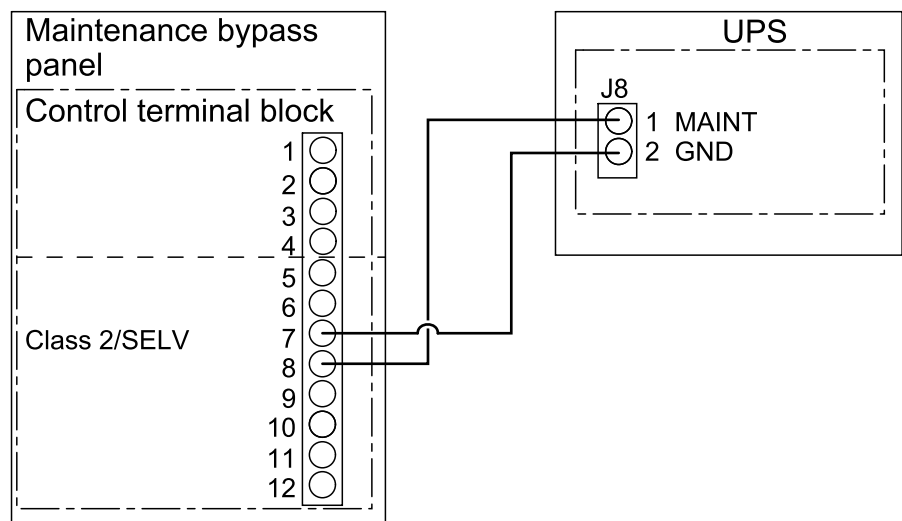 Maintenance bypass
panel
Control terminal block
1
2
3
4
5
6
Class 2/SELV
7
8
9
10
11
12
UPS
J8
1 MAINT
2 GND